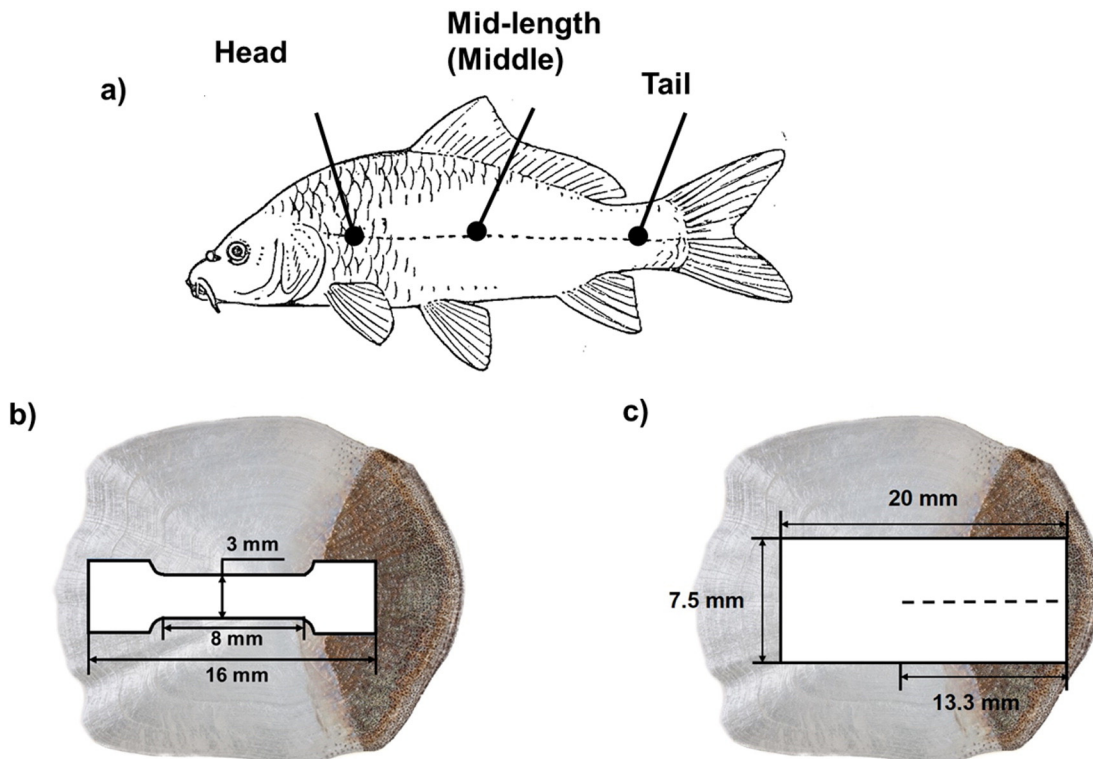 a)
Head
Mid-length
(Middle)
Tail
b)
3 mm
8 mm
16 mm
c)
20 mm
7.5 mm
13.3 mm